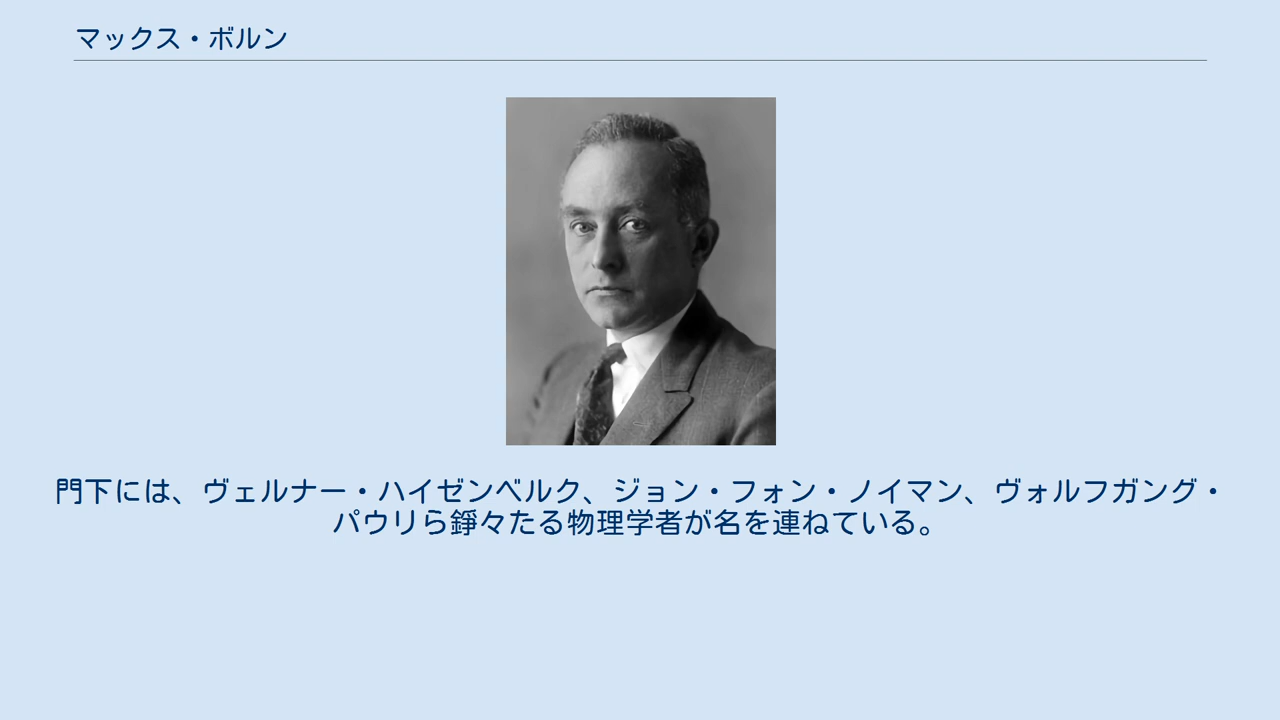 マックス・ボルン
門下には、ヴェルナー・ハイゼンベルク、ジョン・フォン・ノイマン、ヴォルフガング・
パウリら錚々たる物理学者が名を連ねている。